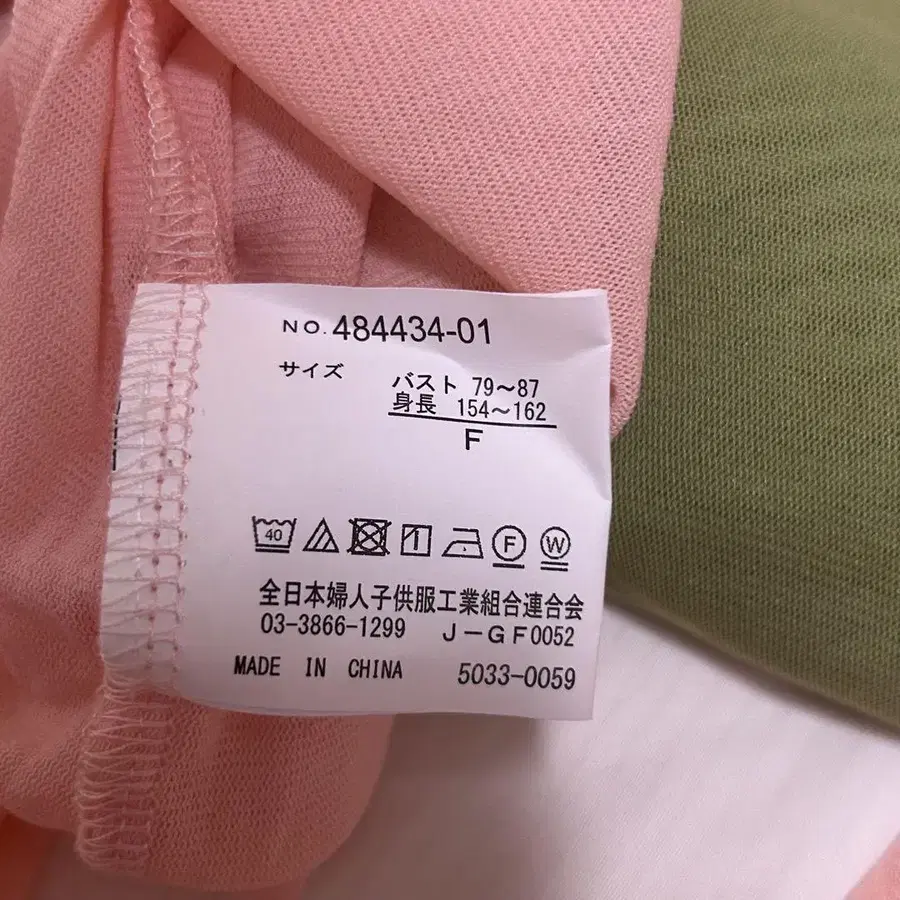 NO.484434-01
サイズ
バスト 79～87
身長 154～162
F
40 F W
全日本婦人子供服工業組合連合会
03-3866-1299 J－GF0052
MADE IN CHINA 5033-0059